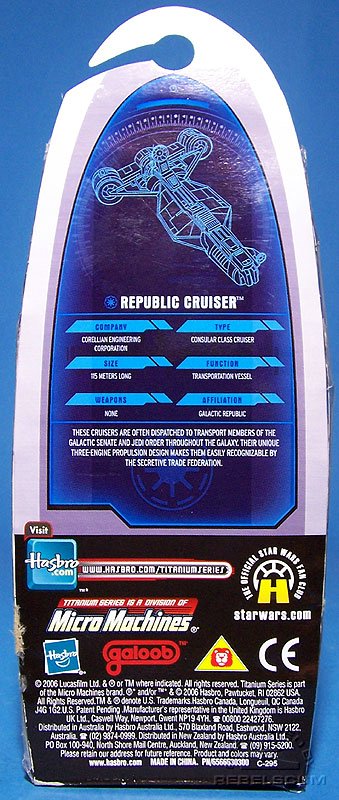 REPUBLIC CRUISER™
COMPANY TYPE
CORELLIAN ENGINEERING CORPORATION CONSULAR CLASS CRUISER
SIZE FUNCTION
115 METERS LONG TRANSPORTATION VESSEL
WEAPONS AFFILIATION
NONE GALACTIC REPUBLIC
THESE CRUISERS ARE OFTEN DISPATCHED TO TRANSPORT MEMBERS OF THE
GALACTIC SENATE AND JEDI ORDER THROUGHOUT THE GALAXY. THEIR UNIQUE
THREE-ENGINE PROPULSION DESIGN MAKES THEM EASILY RECOGNIZABLE BY
THE SECRETIVE TRADE FEDERATION.
Visit
Hasbro
.com
WWW.HASBRO.COM/TITANIUMSERIES
™
THE OFFICIAL STAR WARS FAN CLUB
H
starwars.com
TITANIUM SERIES IS A DIVISION OF
Micro Machines®
Hasbro
®
galoob™
CE
© 2006 Lucasfilm Ltd. & ® or TM where indicated. All rights reserved. Titanium Series is part
of the Micro Machines brand. ®* and/or TM* & © 2006 Hasbro, Pawtucket, RI 02862 USA.
All Rights Reserved. TM & ® denote U.S. Trademarks. Hasbro Canada, Longueuil, QC Canada
J4G 1G2. U.S. Patents Pending. Manufacturer's representative in the United Kingdom is Hasbro
UK Ltd., Caswell Way, Newport, Gwent NP19 4YH. ☎ 00800 22427276.
Distributed in Australia by Hasbro Australia Ltd., 570 Blaxland Road, Eastwood, NSW 2122.
Australia. ☎ (02) 9874-0999. Distributed in New Zealand by Hasbro Australia Ltd.,
PO Box 100-940, North Shore Mail Centre, Auckland, New Zealand. ☎ (09) 915-5200.
Please retain our address for future reference. Product and colors may vary.
www.hasbro.com MADE IN CHINA. P/N 6566530300 C-295
REBELSCUM